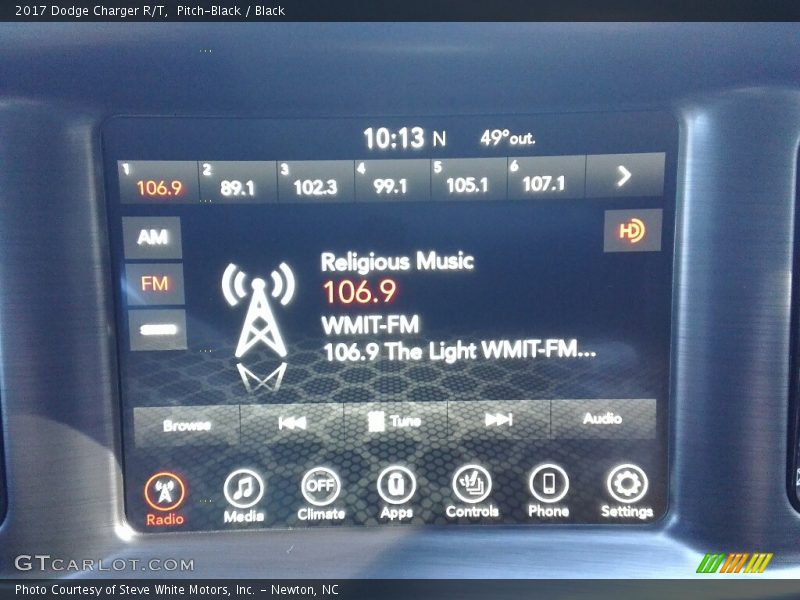 2017 Dodge Charger R/T, Pitch-Black / Black
10:13 N 49°out.
1 106.9 2 89.1 3 102.3 4 99.1 5 105.1 6 107.1
AM
HD
FM
Religious Music
106.9
WMIT-FM
106.9 The Light WMIT-FM...
Browse Tune Audio
OFF
Radio Media Climate Apps Controls Phone Settings
GTCARLOT.COM
Photo Courtesy of Steve White Motors, Inc. - Newton, NC